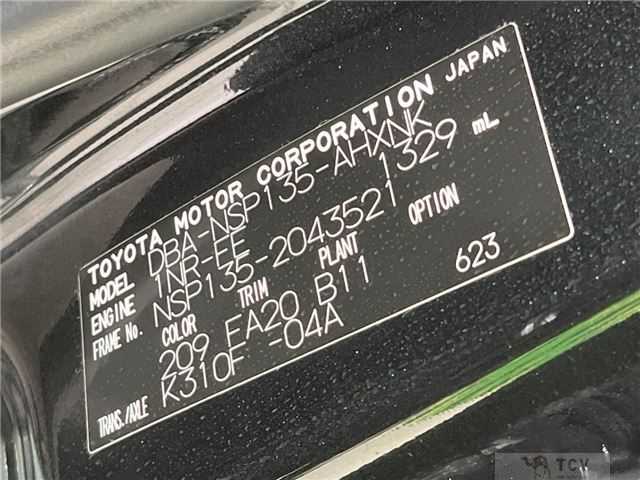 TOYOTA MOTOR CORPORATION JAPAN
MODEL DBA-NSP135-AHXNK
ENGINE 1NR-FE 1329 mL
FRAME No. NSP135-2043521
COLOR TRIM PLANT OPTION
209 FA20 B11 623
TRANS./AXLE K310F -04A
TCV